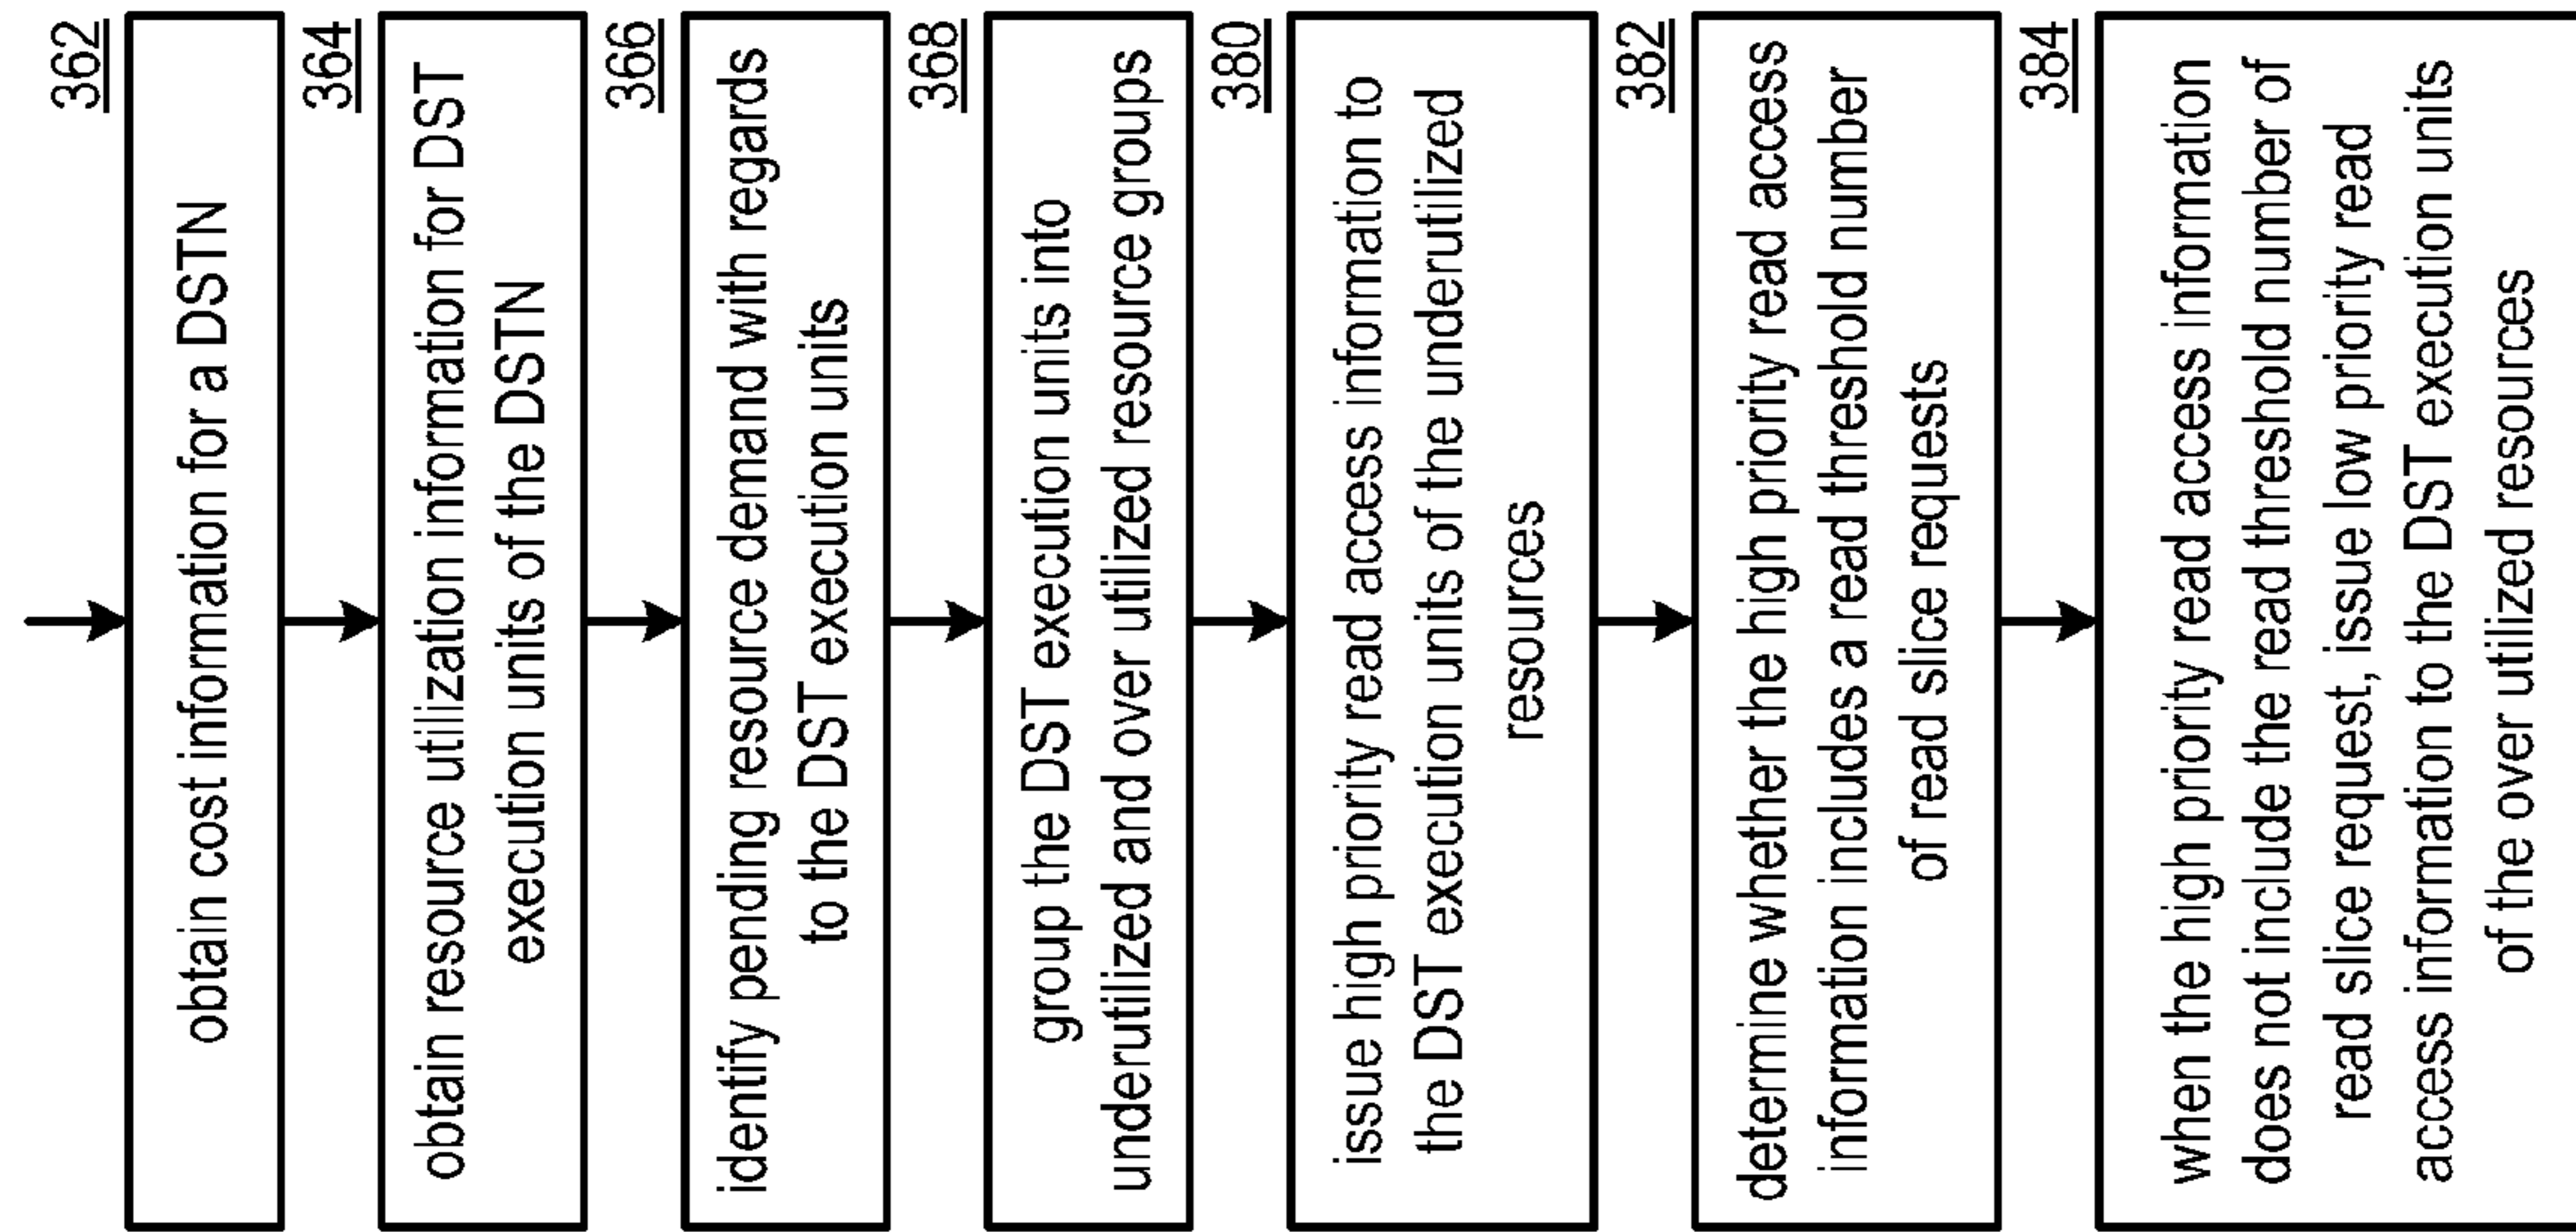 362
obtain cost information for a DSTN
364
obtain resource utilization information for DST
execution units of the DSTN
366
identify pending resource demand with regards
to the DST execution units
368
group the DST execution units into
underutilized and over utilized resource groups
380
issue high priority read access information to
the DST execution units of the underutilized
resources
382
determine whether the high priority read access
information includes a read threshold number
of read slice requests
384
when the high priority read access information
does not include the read threshold number of
read slice request, issue low priority read
access information to the DST execution units
of the over utilized resources